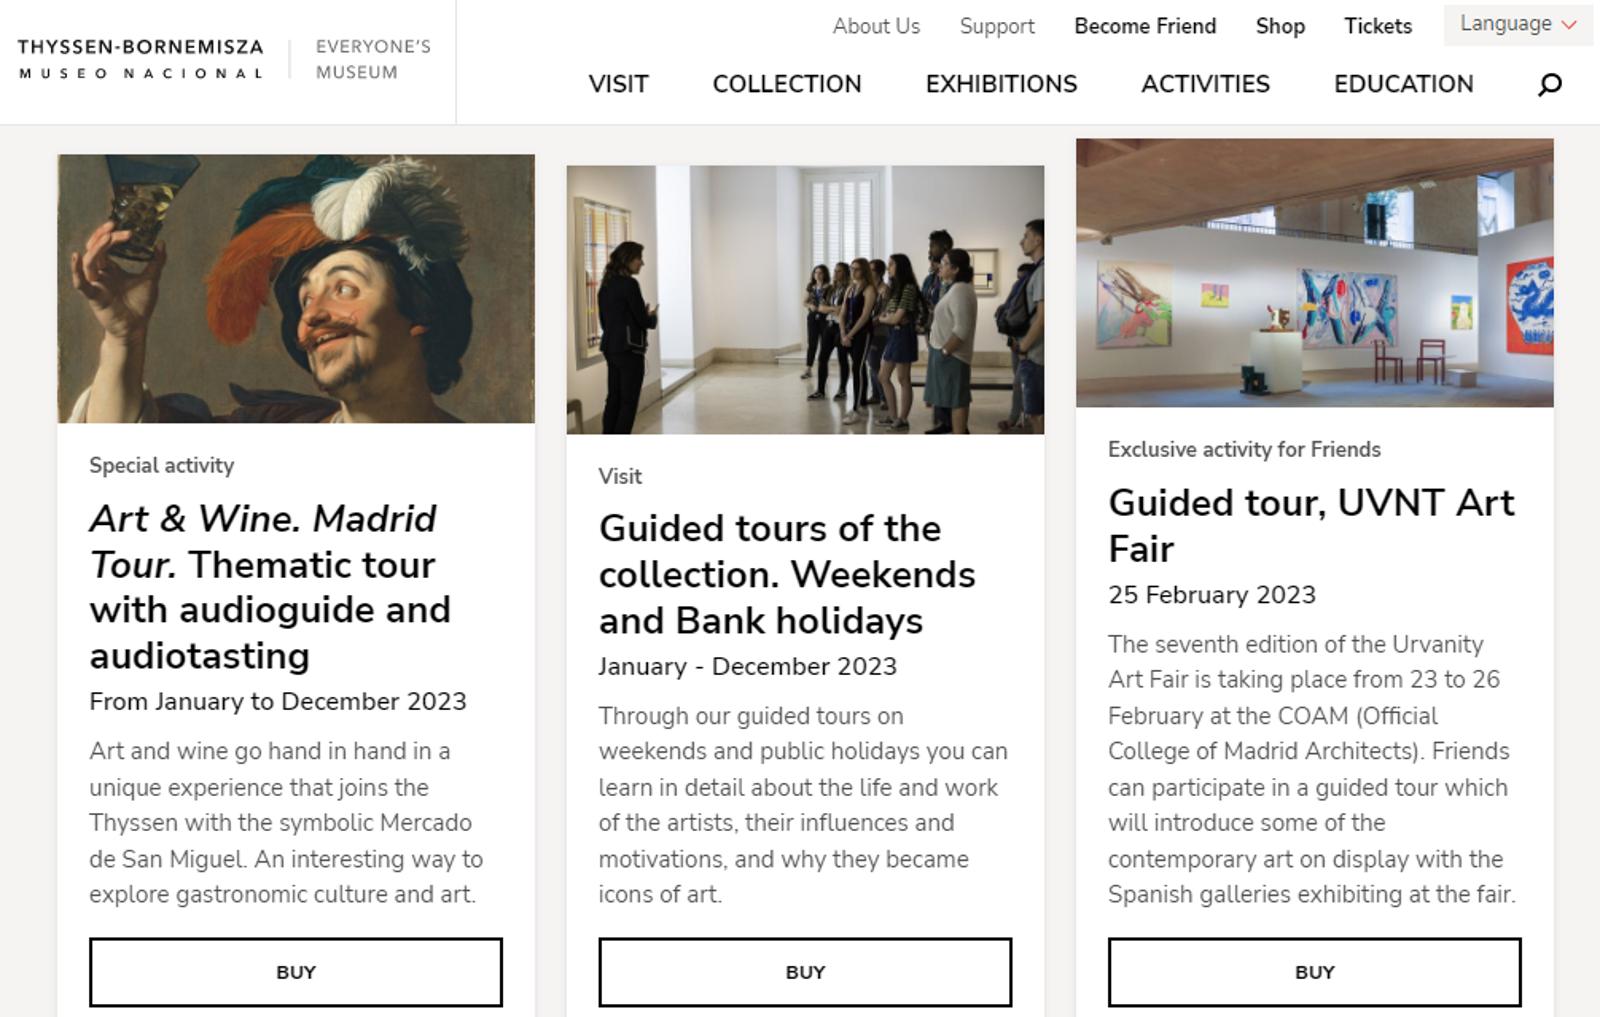 THYSSEN-BORNEMISZA
MUSEO NACIONAL
EVERYONE'S
MUSEUM
About Us
Support
Become Friend
Shop
Tickets
Language
VISIT
COLLECTION
EXHIBITIONS
ACTIVITIES
EDUCATION
Special activity
Art & Wine. Madrid
Tour. Thematic tour
with audioguide and
audiotasting
From January to December 2023
Art and wine go hand in hand in a
unique experience that joins the
Thyssen with the symbolic Mercado
de San Miguel. An interesting way to
explore gastronomic culture and art.
BUY
Visit
Guided tours of the
collection. Weekends
and Bank holidays
January - December 2023
Through our guided tours on
weekends and public holidays you can
learn in detail about the life and work
of the artists, their influences and
motivations, and why they became
icons of art.
BUY
Exclusive activity for Friends
Guided tour, UVNT Art
Fair
25 February 2023
The seventh edition of the Urvanity
Art Fair is taking place from 23 to 26
February at the COAM (Official
College of Madrid Architects). Friends
can participate in a guided tour which
will introduce some of the
contemporary art on display with the
Spanish galleries exhibiting at the fair.
BUY